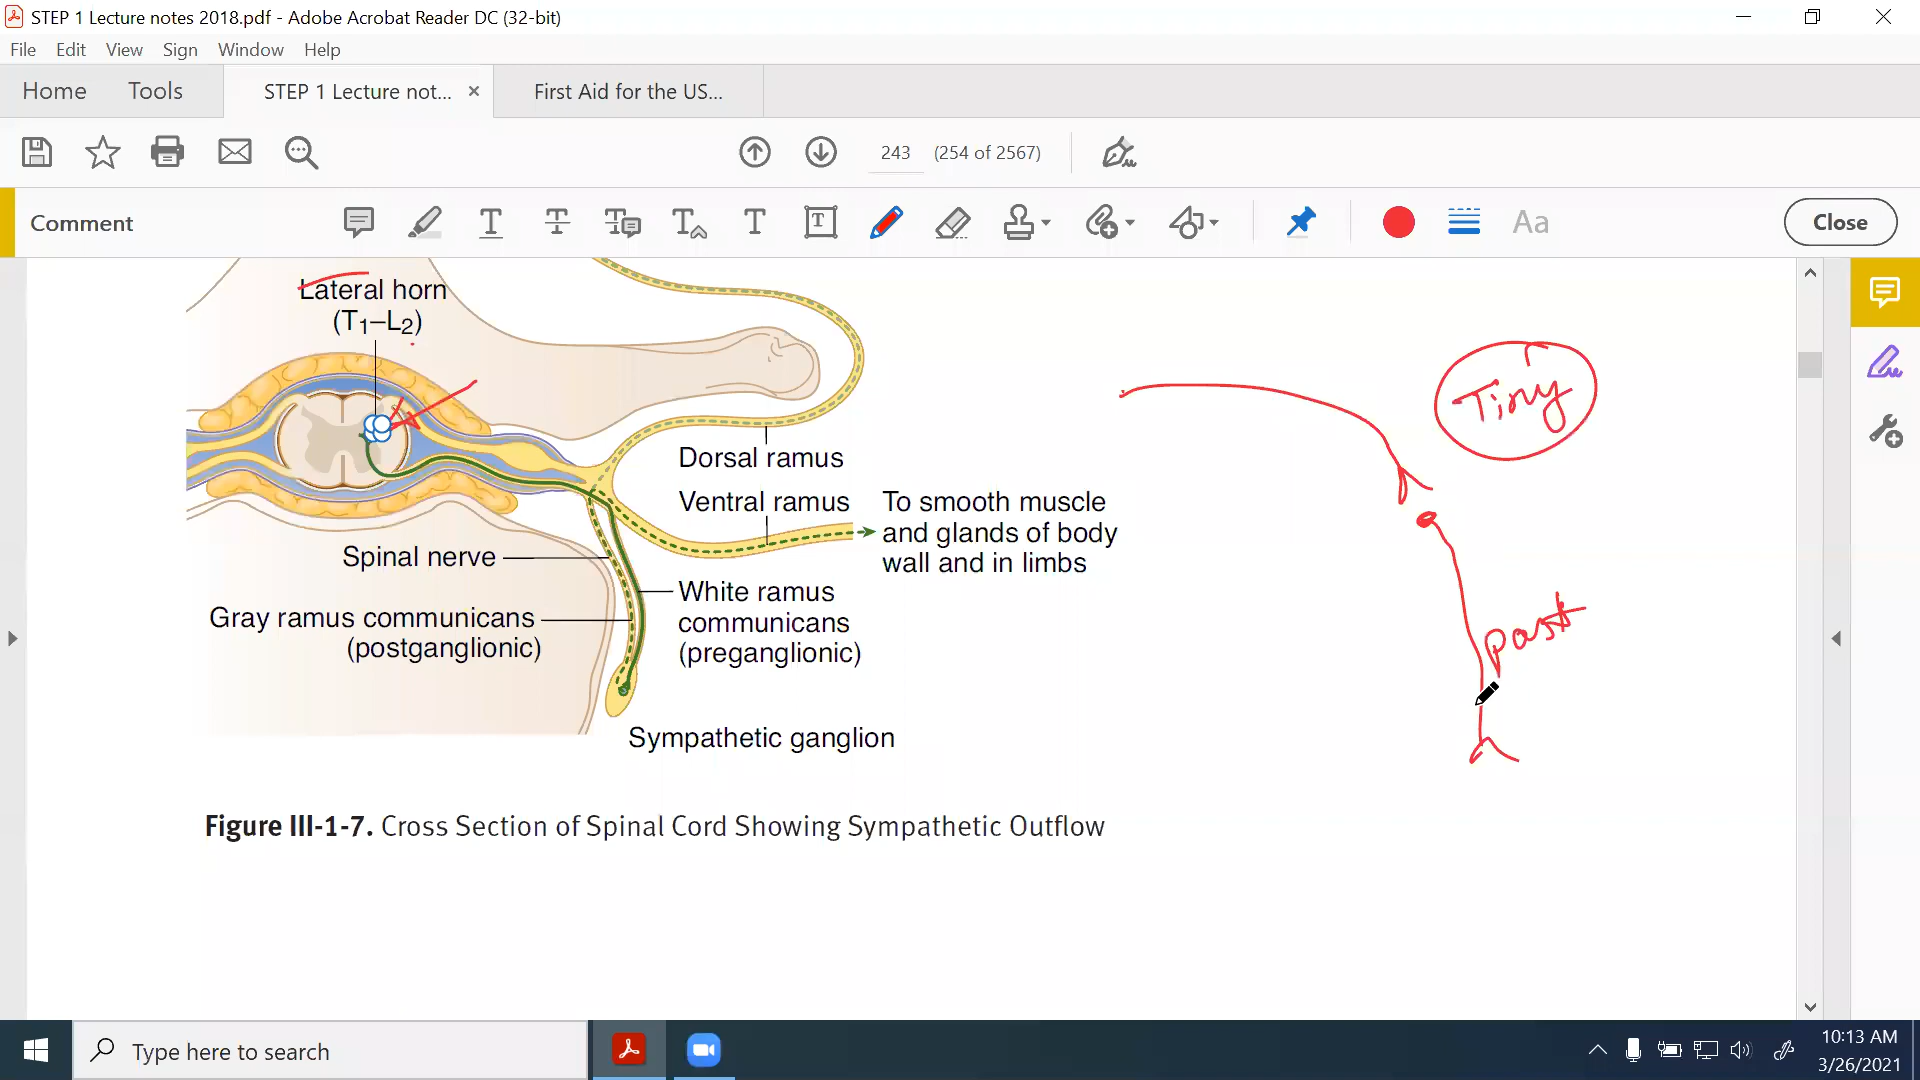 STEP 1 Lecture notes 2018.pdf - Adobe Acrobat Reader DC (32-bit)
File Edit View Sign Window Help
Home Tools STEP 1 Lecture not... × First Aid for the US...
243 (254 of 2567)
Comment Aa Close
Lateral horn
(T1–L2)
Tiny
Dorsal ramus
Ventral ramus
To smooth muscle
and glands of body
wall and in limbs
Spinal nerve
White ramus
communicans
(preganglionic)
Gray ramus communicans
(postganglionic)
post
Sympathetic ganglion
Figure III-1-7. Cross Section of Spinal Cord Showing Sympathetic Outflow
Type here to search
10:13 AM
3/26/2021